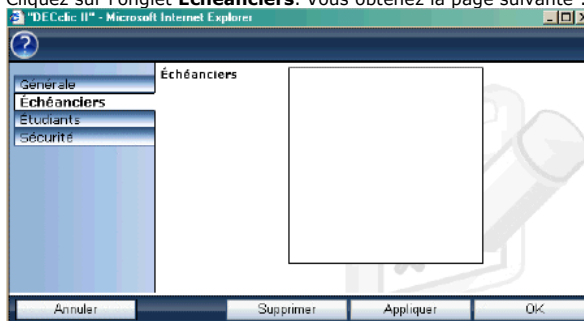 Cliquez sur l'onglet Échéanciers. Vous obtenez la page suivante :
"DECclic II" - Microsoft Internet Explorer
?
Générale
Échéanciers
Étudiants
Sécurité
Échéanciers
Annuler
Supprimer
Appliquer
OK